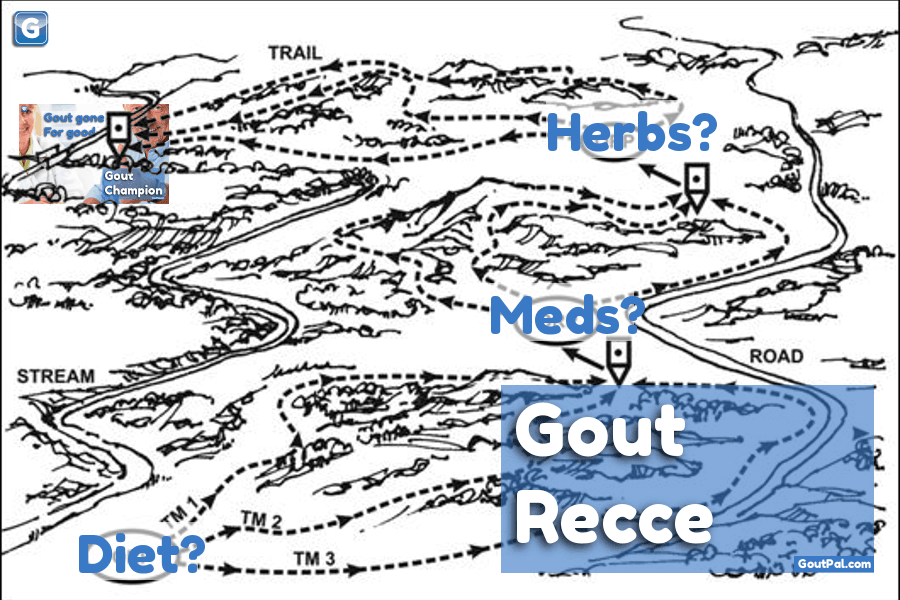 G
TRAIL
Gout gone
For good
Herbs?
Gout
Champion
Meds?
ROAD
STREAM
Gout
Recce
TM 1
TM 2
Diet?
TM 3
GoutPal.com